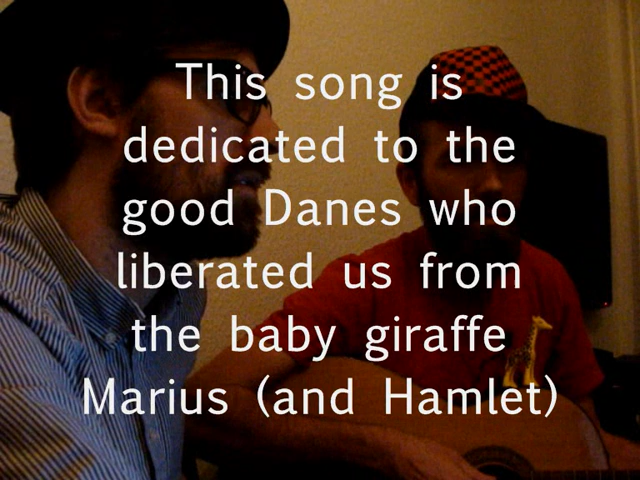 This song is
dedicated to the
good Danes who
liberated us from
the baby giraffe
Marius (and Hamlet)